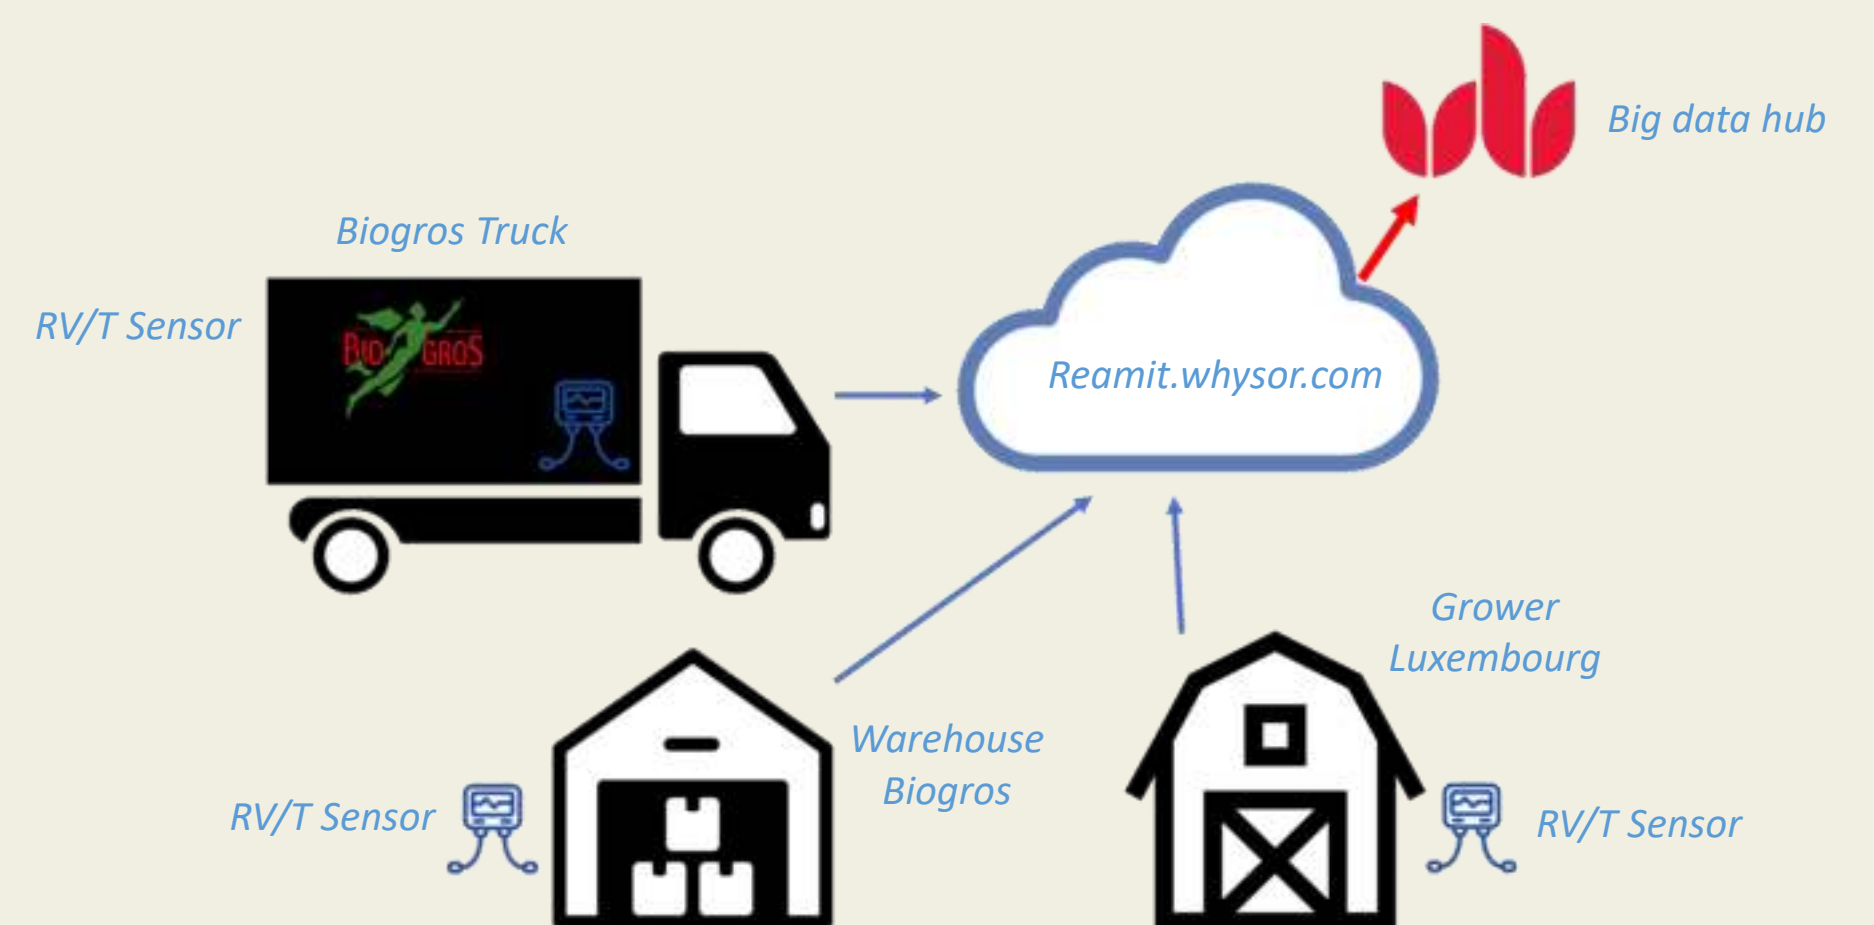 Big data hub
Biogros Truck
RV/T Sensor
BIO GROS
Reamit.whysor.com
Grower
Luxembourg
Warehouse
Biogros
RV/T Sensor
RV/T Sensor